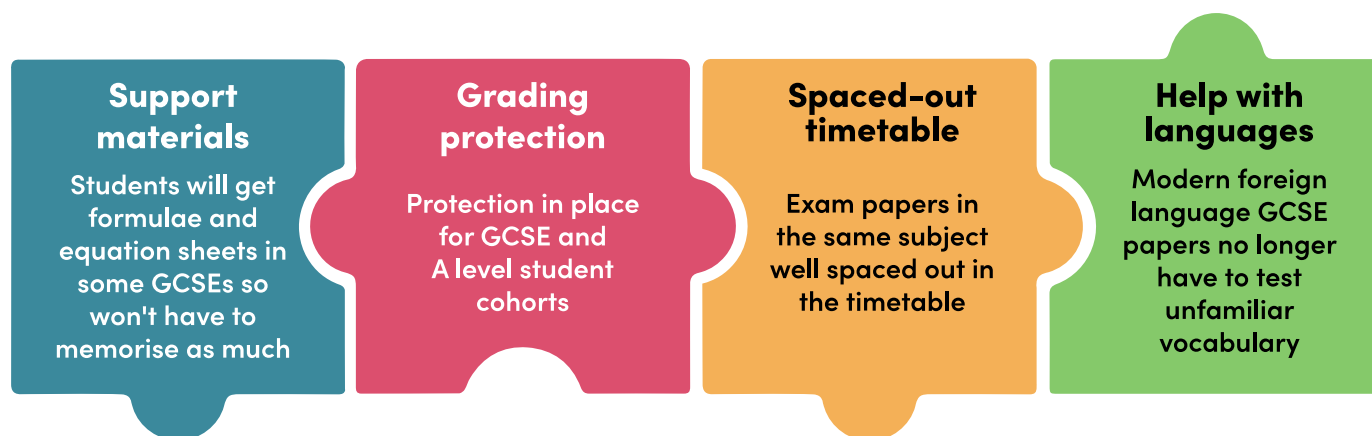 Support
materials
Students will get
formulae and
equation sheets in
some GCSEs so
won't have to
memorise as much
Grading
protection
Protection in place
for GCSE and
A level student
cohorts
Spaced-out
timetable
Exam papers in
the same subject
well spaced out in
the timetable
Help with
languages
Modern foreign
language GCSE
papers no longer
have to test
unfamiliar
vocabulary